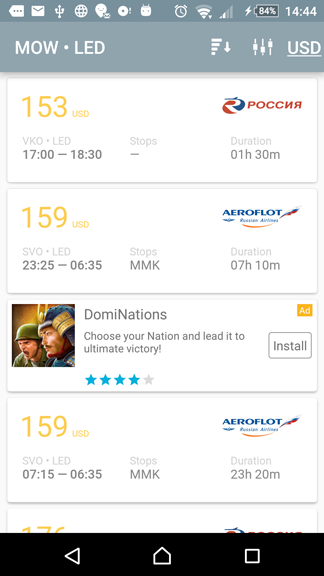 84% 14:44
MOW • LED USD
153 USD РОССИЯ
VKO • LED Stops Duration
17:00 — 18:30 — 01h 30m
159 USD AEROFLOT
Russian Airlines
SVO • LED Stops Duration
23:25 — 06:35 MMK 07h 10m
DomiNations Ad
Choose your Nation and lead it to
ultimate victory!
Install
159 USD AEROFLOT
Russian Airlines
SVO • LED Stops Duration
07:15 — 06:35 MMK 23h 20m
176 USD РОССИЯ